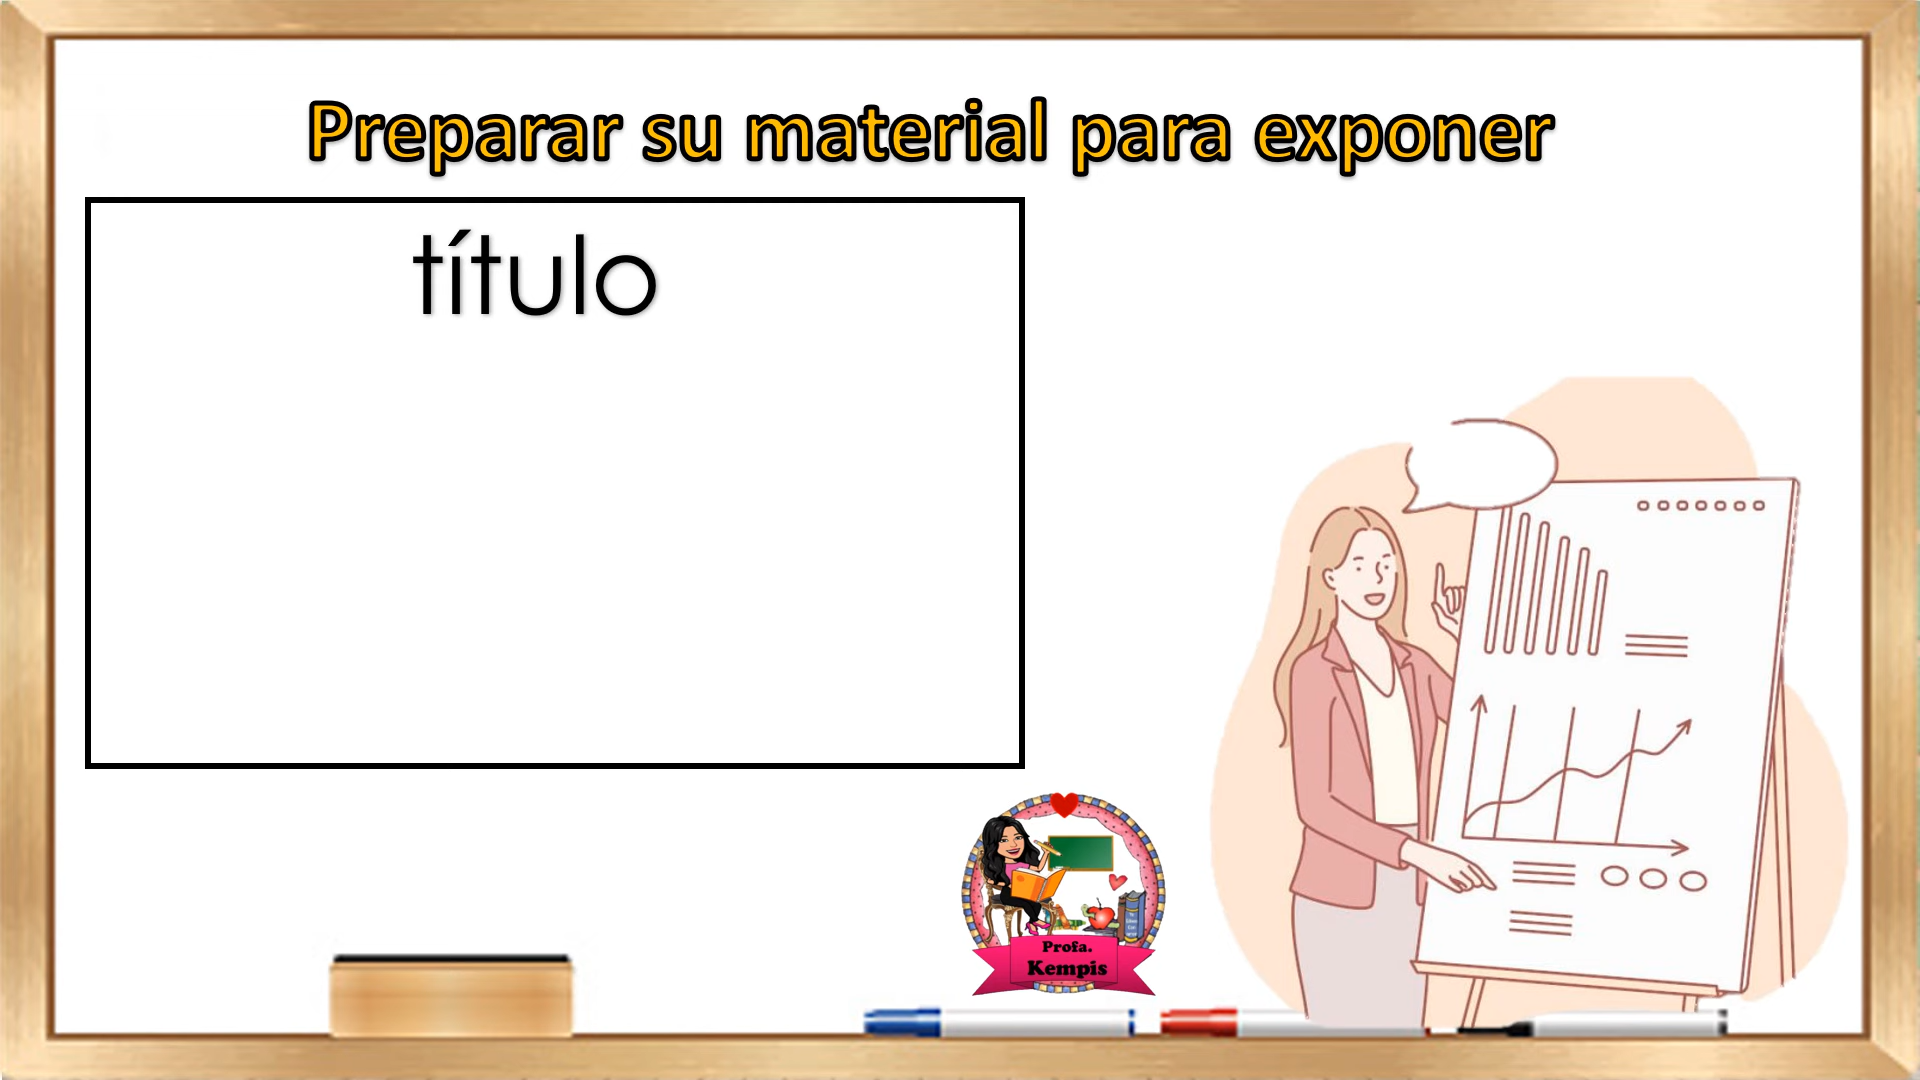 Preparar su material para exponer
título
Profa.
Kempis